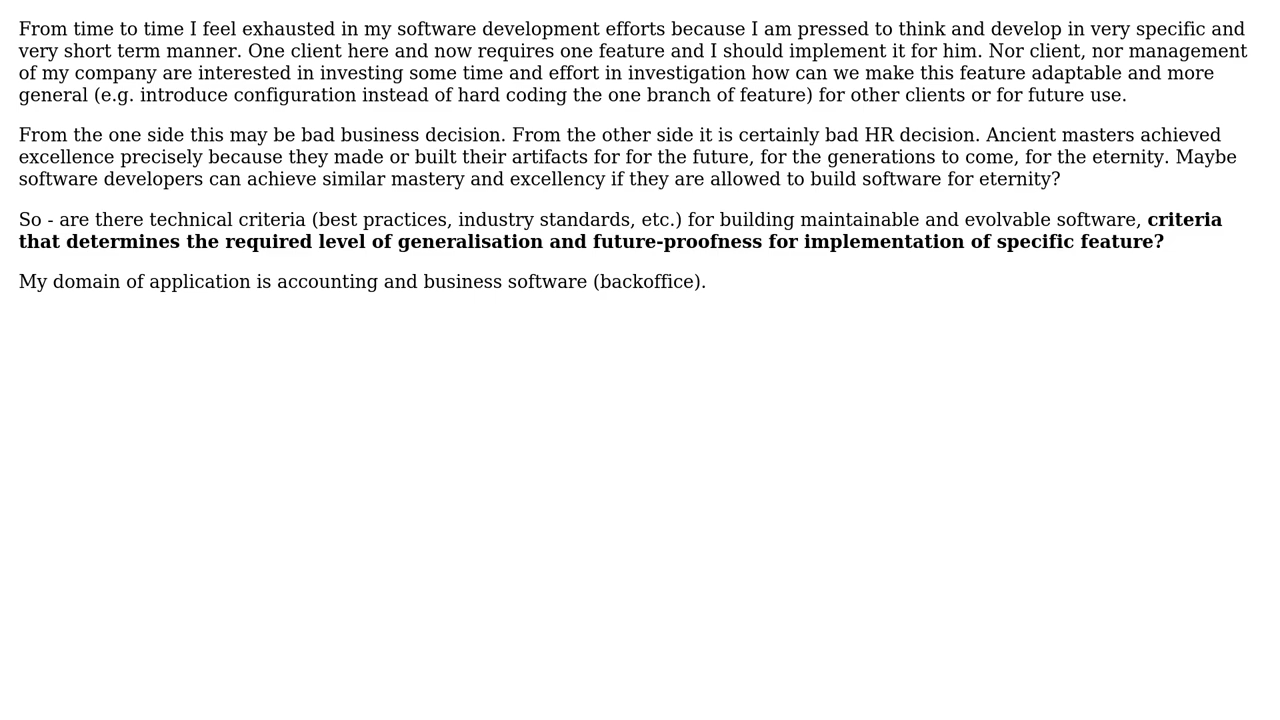 From time to time I feel exhausted in my software development efforts because I am pressed to think and develop in very specific and
very short term manner. One client here and now requires one feature and I should implement it for him. Nor client, nor management
of my company are interested in investing some time and effort in investigation how can we make this feature adaptable and more
general (e.g. introduce configuration instead of hard coding the one branch of feature) for other clients or for future use.
From the one side this may be bad business decision. From the other side it is certainly bad HR decision. Ancient masters achieved
excellence precisely because they made or built their artifacts for for the future, for the generations to come, for the eternity. Maybe
software developers can achieve similar mastery and excellency if they are allowed to build software for eternity?
So - are there technical criteria (best practices, industry standards, etc.) for building maintainable and evolvable software, criteria
that determines the required level of generalisation and future-proofness for implementation of specific feature?
My domain of application is accounting and business software (backoffice).